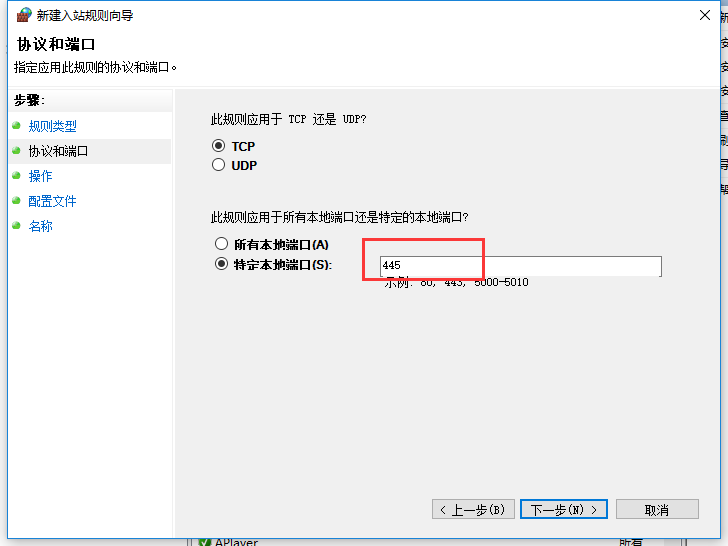 新建入站规则向导
协议和端口
指定应用此规则的协议和端口。
步骤:
规则类型
协议和端口
操作
配置文件
名称
此规则应用于 TCP 还是 UDP?
TCP
UDP
此规则应用于所有本地端口还是特定的本地端口?
所有本地端口(A)
特定本地端口(S):
445
示例: 80, 443, 5000-5010
< 上一步(B)
下一步(N) >
取消
APlayer
所有